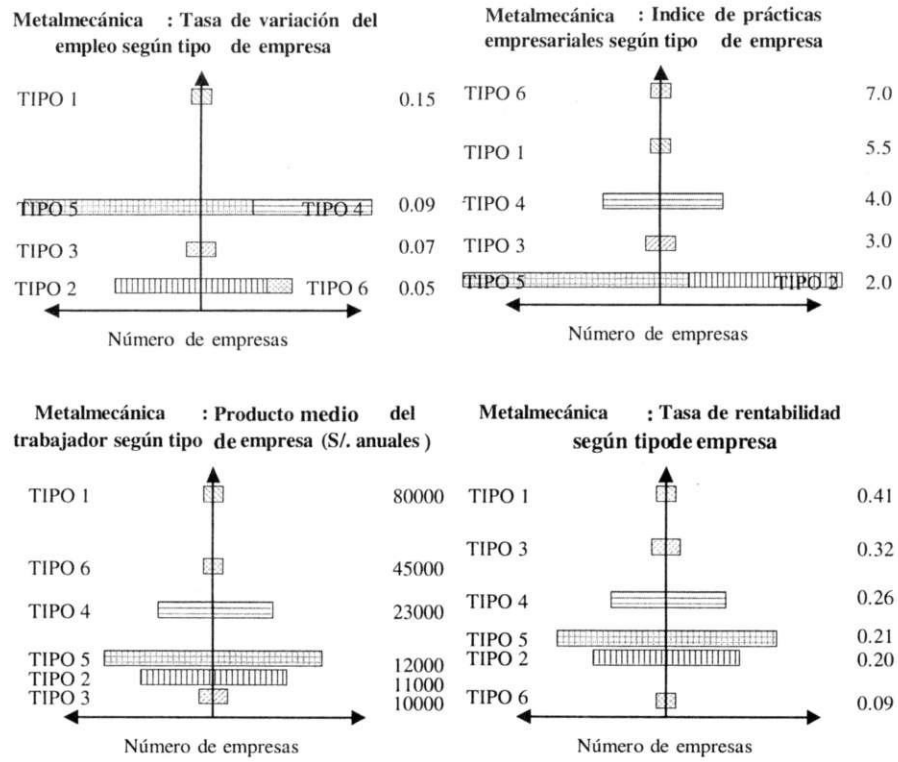 Metalmecánica : Tasa de variación del
empleo según tipo de empresa
TIPO 1 0.15
TIPO 5 TIPO 4 0.09
TIPO 3 0.07
TIPO 2 TIPO 6 0.05
Número de empresas
Metalmecánica : Indice de prácticas
empresariales según tipo de empresa
TIPO 6 7.0
TIPO 1 5.5
TIPO 4 4.0
TIPO 3 3.0
TIPO 5 TIPO 2 2.0
Número de empresas
Metalmecánica : Producto medio del
trabajador según tipo de empresa (S/. anuales )
TIPO 1 80000
TIPO 6 45000
TIPO 4 23000
TIPO 5 12000
TIPO 2 11000
TIPO 3 10000
Número de empresas
Metalmecánica : Tasa de rentabilidad
según tipode empresa
TIPO 1 0.41
TIPO 3 0.32
TIPO 4 0.26
TIPO 5 0.21
TIPO 2 0.20
TIPO 6 0.09
Número de empresas